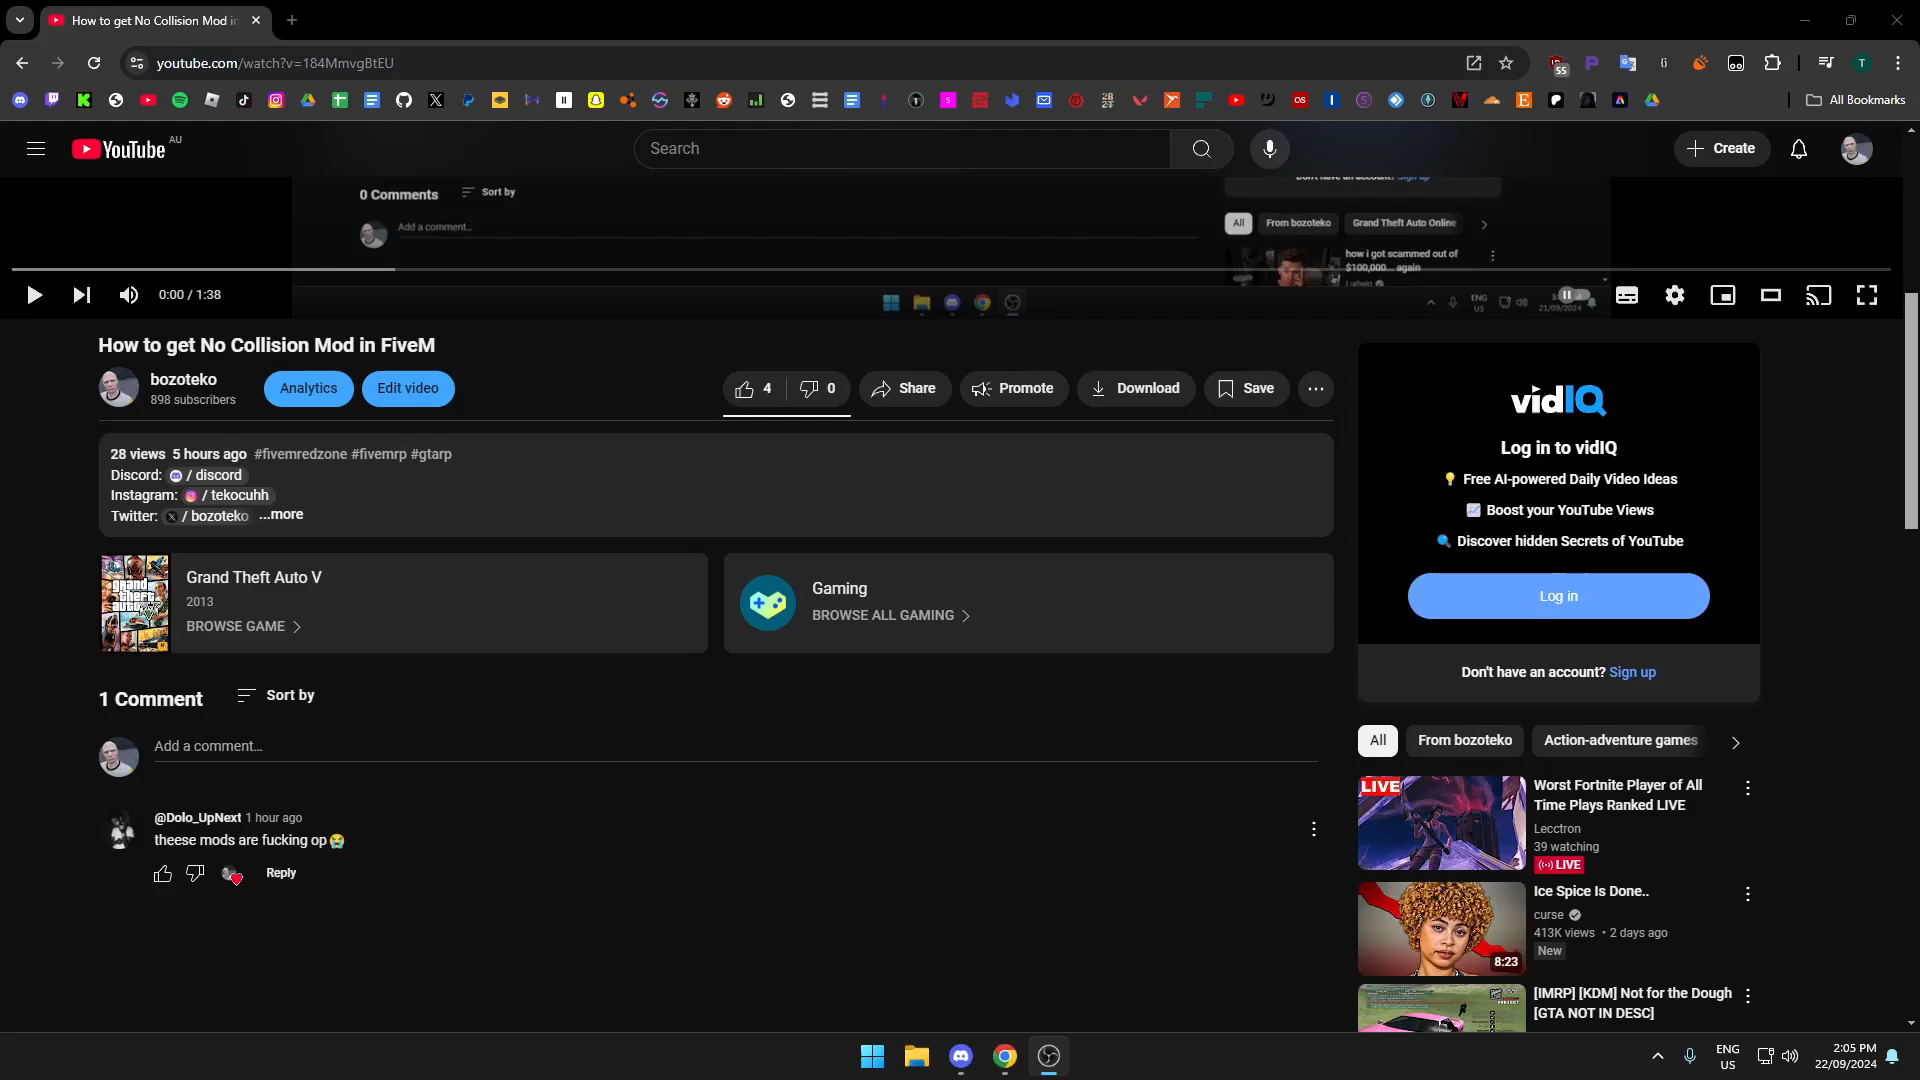 How to get No Collision Mod in
youtube.com/watch?v=184MmvgBtEU
55
All Bookmarks
YouTube AU
Search
Create
0 Comments
Sort by
Add a comment...
All
From bozoteko
Grand Theft Auto Online
how i got scammed out of
$100,000... again
Ludwig
0:00 / 1:38
ENG
US
21/09/2024
How to get No Collision Mod in FiveM
bozoteko
898 subscribers
Analytics
Edit video
4
0
Share
Promote
Download
Save
28 views 5 hours ago #fivemredzone #fivemrp #gtarp
Discord: / discord
Instagram: / tekocuhh
Twitter: / bozoteko ...more
grand
theft
auto
Grand Theft Auto V
2013
BROWSE GAME
Gaming
BROWSE ALL GAMING
1 Comment
Sort by
Add a comment...
@Dolo_UpNext 1 hour ago
theese mods are fucking op😭
Reply
vidIQ
Log in to vidIQ
💡 Free AI-powered Daily Video Ideas
📈 Boost your YouTube Views
🔍 Discover hidden Secrets of YouTube
Log in
Don't have an account? Sign up
All
From bozoteko
Action-adventure games
LIVE
Worst Fortnite Player of All
Time Plays Ranked LIVE
Lecctron
39 watching
LIVE
8:23
Ice Spice Is Done..
curse
413K views • 2 days ago
New
[IMRP] [KDM] Not for the Dough
[GTA NOT IN DESC]
ENG
US
2:05 PM
22/09/2024